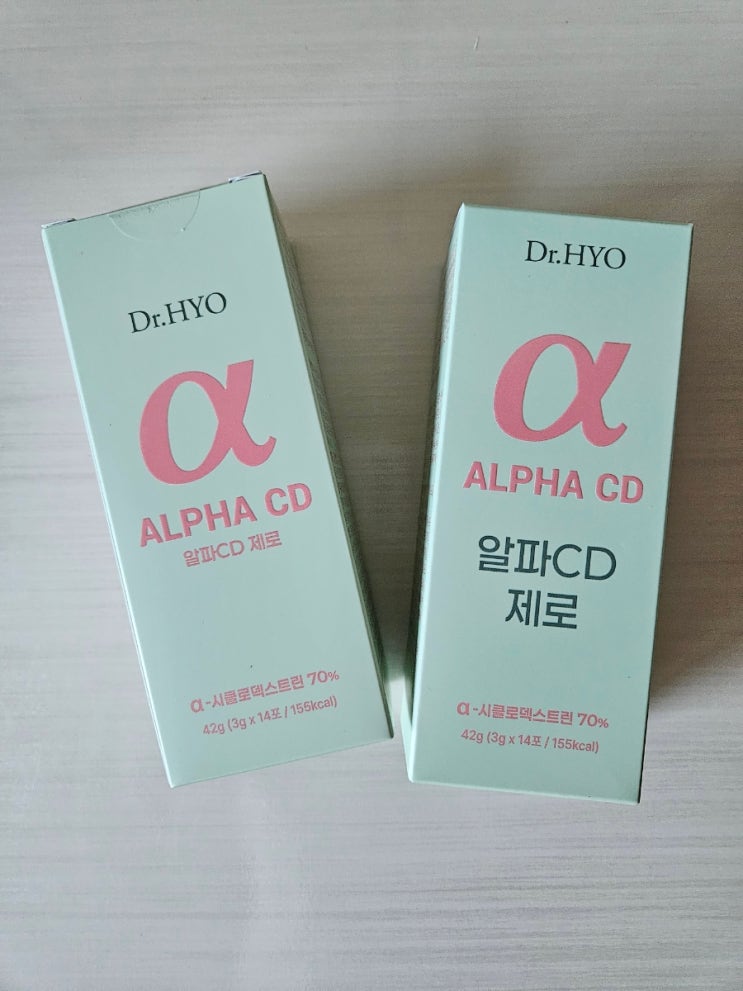 Dr.HYO
α
ALPHA CD
알파CD 제로
α-시클로덱스트린 70%
42g (3g x 14포 / 155kcal)
Dr.HYO
α
ALPHA CD
알파CD
제로
α-시클로덱스트린 70%
42g (3g x 14포 / 155kcal)